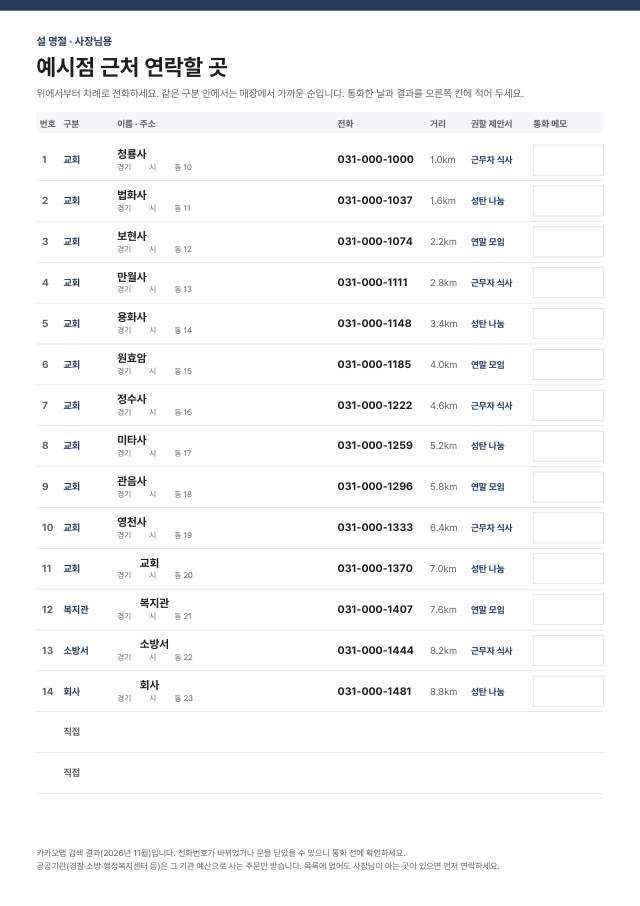 설 명절 · 사장님용
예시점 근처 연락할 곳
위에서부터 차례로 전화하세요. 같은 구분 안에서는 매장에서 가까운 순입니다. 통화한 날과 결과를 오른쪽 칸에 적어 두세요.
번호 구분 이름 · 주소 전화 거리 권할 제안서 통화 메모
1 교회 청룡사 031-000-1000 1.0km 근무자 식사
경기 시 동 10
2 교회 법화사 031-000-1037 1.6km 성탄 나눔
경기 시 동 11
3 교회 보현사 031-000-1074 2.2km 연말 모임
경기 시 동 12
4 교회 만월사 031-000-1111 2.8km 근무자 식사
경기 시 동 13
5 교회 용화사 031-000-1148 3.4km 성탄 나눔
경기 시 동 14
6 교회 원효암 031-000-1185 4.0km 연말 모임
경기 시 동 15
7 교회 정수사 031-000-1222 4.6km 근무자 식사
경기 시 동 16
8 교회 미타사 031-000-1259 5.2km 성탄 나눔
경기 시 동 17
9 교회 관음사 031-000-1296 5.8km 연말 모임
경기 시 동 18
10 교회 영천사 031-000-1333 6.4km 근무자 식사
경기 시 동 19
11 교회 교회 031-000-1370 7.0km 성탄 나눔
경기 시 동 20
12 복지관 복지관 031-000-1407 7.6km 연말 모임
경기 시 동 21
13 소방서 소방서 031-000-1444 8.2km 근무자 식사
경기 시 동 22
14 회사 회사 031-000-1481 8.8km 성탄 나눔
경기 시 동 23
직접
직접
카카오맵 검색 결과(2026년 11월)입니다. 전화번호가 바뀌었거나 문을 닫았을 수 있으니 통화 전에 확인하세요.
공공기관(경찰·소방·행정복지센터 등)은 그 기관 예산으로 사는 주문만 받습니다. 목록에 없어도 사장님이 아는 곳이 있으면 먼저 연락하세요.